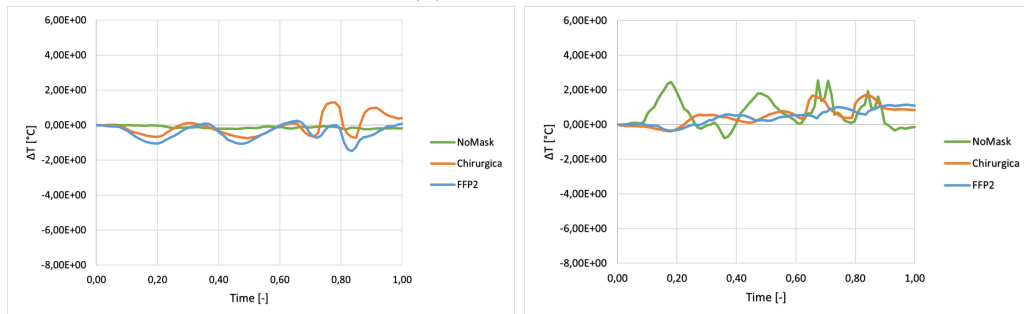 6,00E+00
4,00E+00
2,00E+00
0,00E+00
-2,00E+00
-4,00E+00
-6,00E+00
-8,00E+00
ΔT [°C]
0,00 0,20 0,40 0,60 0,80 1,00
Time [-]
NoMask
Chirurgica
FFP2
6,00E+00
4,00E+00
2,00E+00
0,00E+00
-2,00E+00
-4,00E+00
-6,00E+00
-8,00E+00
ΔT [°C]
0,00 0,20 0,40 0,60 0,80 1,00
Time [-]
NoMask
Chirurgica
FFP2